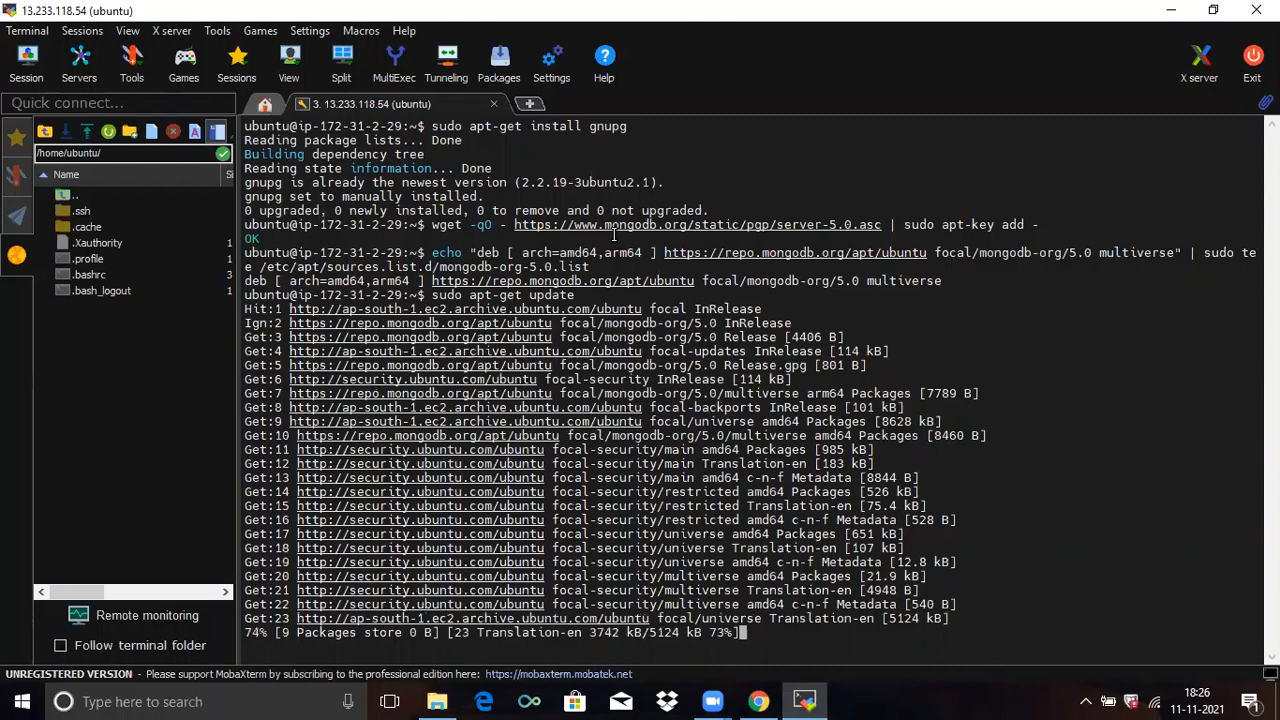 13.233.118.54 (ubuntu)
Terminal Sessions View X server Tools Games Settings Macros Help
Session Servers Tools Games Sessions View Split MultiExec Tunneling Packages Settings Help X server Exit
Quick connect...
3. 13.233.118.54 (ubuntu)
/home/ubuntu/
Name Si
..
.ssh
.cache
.Xauthority 1
.profile 1
.bashrc 3
.bash_logout 1
Remote monitoring
Follow terminal folder
ubuntu@ip-172-31-2-29:~$ sudo apt-get install gnupg
Reading package lists... Done
Building dependency tree
Reading state information... Done
gnupg is already the newest version (2.2.19-3ubuntu2.1).
gnupg set to manually installed.
0 upgraded, 0 newly installed, 0 to remove and 0 not upgraded.
ubuntu@ip-172-31-2-29:~$ wget -qO - https://www.mongodb.org/static/pgp/server-5.0.asc | sudo apt-key add -
OK
ubuntu@ip-172-31-2-29:~$ echo "deb [ arch=amd64,arm64 ] https://repo.mongodb.org/apt/ubuntu focal/mongodb-org/5.0 multiverse" | sudo te
e /etc/apt/sources.list.d/mongodb-org-5.0.list
deb [ arch=amd64,arm64 ] https://repo.mongodb.org/apt/ubuntu focal/mongodb-org/5.0 multiverse
ubuntu@ip-172-31-2-29:~$ sudo apt-get update
Hit:1 http://ap-south-1.ec2.archive.ubuntu.com/ubuntu focal InRelease
Ign:2 https://repo.mongodb.org/apt/ubuntu focal/mongodb-org/5.0 InRelease
Get:3 https://repo.mongodb.org/apt/ubuntu focal/mongodb-org/5.0 Release [4406 B]
Get:4 http://ap-south-1.ec2.archive.ubuntu.com/ubuntu focal-updates InRelease [114 kB]
Get:5 https://repo.mongodb.org/apt/ubuntu focal/mongodb-org/5.0 Release.gpg [801 B]
Get:6 http://security.ubuntu.com/ubuntu focal-security InRelease [114 kB]
Get:7 https://repo.mongodb.org/apt/ubuntu focal/mongodb-org/5.0/multiverse arm64 Packages [7789 B]
Get:8 http://ap-south-1.ec2.archive.ubuntu.com/ubuntu focal-backports InRelease [101 kB]
Get:9 http://ap-south-1.ec2.archive.ubuntu.com/ubuntu focal/universe amd64 Packages [8628 kB]
Get:10 https://repo.mongodb.org/apt/ubuntu focal/mongodb-org/5.0/multiverse amd64 Packages [8460 B]
Get:11 http://security.ubuntu.com/ubuntu focal-security/main amd64 Packages [985 kB]
Get:12 http://security.ubuntu.com/ubuntu focal-security/main Translation-en [183 kB]
Get:13 http://security.ubuntu.com/ubuntu focal-security/main amd64 c-n-f Metadata [8844 B]
Get:14 http://security.ubuntu.com/ubuntu focal-security/restricted amd64 Packages [526 kB]
Get:15 http://security.ubuntu.com/ubuntu focal-security/restricted Translation-en [75.4 kB]
Get:16 http://security.ubuntu.com/ubuntu focal-security/restricted amd64 c-n-f Metadata [528 B]
Get:17 http://security.ubuntu.com/ubuntu focal-security/universe amd64 Packages [651 kB]
Get:18 http://security.ubuntu.com/ubuntu focal-security/universe Translation-en [107 kB]
Get:19 http://security.ubuntu.com/ubuntu focal-security/universe amd64 c-n-f Metadata [12.8 kB]
Get:20 http://security.ubuntu.com/ubuntu focal-security/multiverse amd64 Packages [21.9 kB]
Get:21 http://security.ubuntu.com/ubuntu focal-security/multiverse Translation-en [4948 B]
Get:22 http://security.ubuntu.com/ubuntu focal-security/multiverse amd64 c-n-f Metadata [540 B]
Get:23 http://ap-south-1.ec2.archive.ubuntu.com/ubuntu focal/universe Translation-en [5124 kB]
74% [9 Packages store 0 B] [23 Translation-en 3742 kB/5124 kB 73%]
UNREGISTERED VERSION - Please support MobaXterm by subscribing to the professional edition here: https://mobaxterm.mobatek.net
Type here to search
18:26
11-11-2021
1